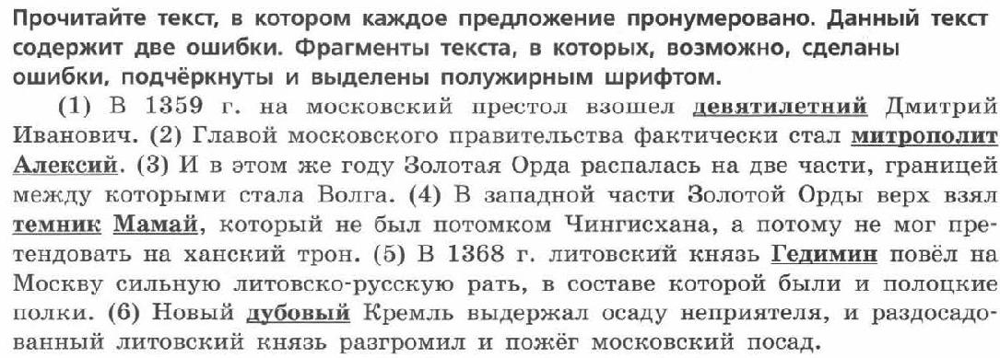 Прочитайте текст, в котором каждое предложение пронумеровано. Данный текст
содержит две ошибки. Фрагменты текста, в которых, возможно, сделаны
ошибки, подчёркнуты и выделены полужирным шрифтом.
(1) В 1359 г. на московский престол взошел девятилетний Дмитрий
Иванович. (2) Главой московского правительства фактически стал митрополит
Алексий. (3) И в этом же году Золотая Орда распалась на две части, границей
между которыми стала Волга. (4) В западной части Золотой Орды верх взял
темник Мамай, который не был потомком Чингисхана, а потому не мог пре-
тендовать на ханский трон. (5) В 1368 г. литовский князь Гедимин повёл на
Москву сильную литовско-русскую рать, в составе которой были и полоцкие
полки. (6) Новый дубовый Кремль выдержал осаду неприятеля, и раздосадо-
ванный литовский князь разгромил и пожёг московский посад.